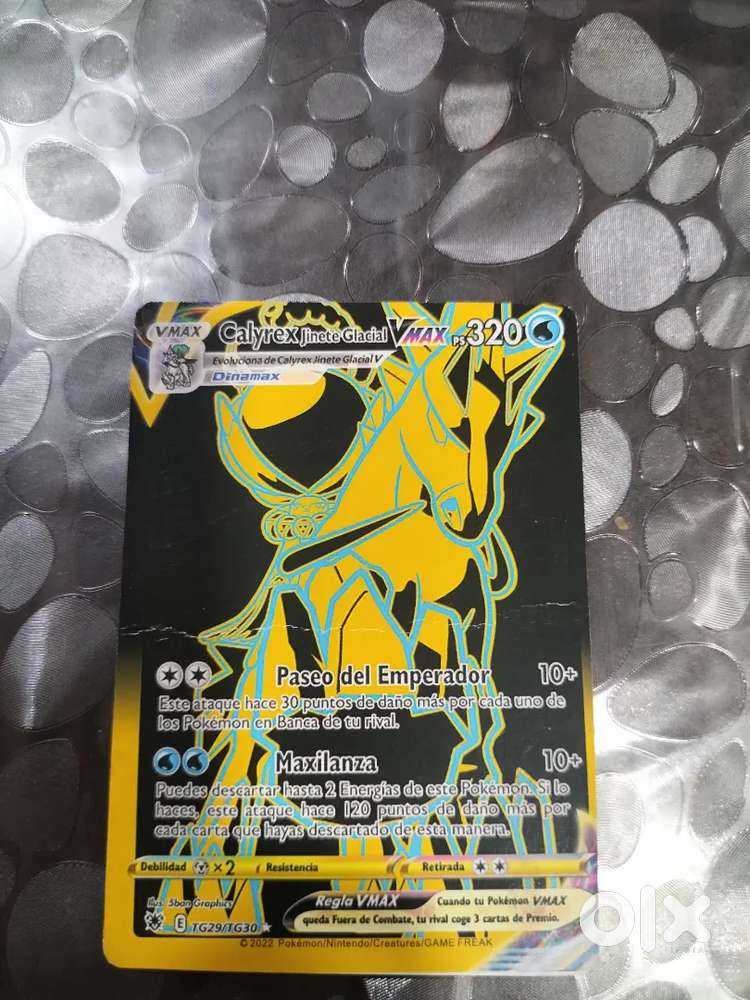 VMAX Calyrex Jinete Glacial VMAX PS 320
Evoluciona de Calyrex Jinete Glacial V
Dinamax
Paseo del Emperador 10+
Este ataque hace 30 puntos de daño más por cada uno de
los Pokémon en Banca de tu rival.
Maxilanza 10+
Puedes descartar hasta 2 Energías de este Pokémon. Si lo
haces, este ataque hace 120 puntos de daño más por
cada carta que hayas descartado de esta manera.
Debilidad ×2 Resistencia Retirada
Ilus. 5ban Graphics
Regla VMAX Cuando tu Pokémon VMAX
queda Fuera de Combate, tu rival coge 3 cartas de Premio.
E TG29/TG30
© 2022 Pokémon/Nintendo/Creatures/GAME FREAK
olx